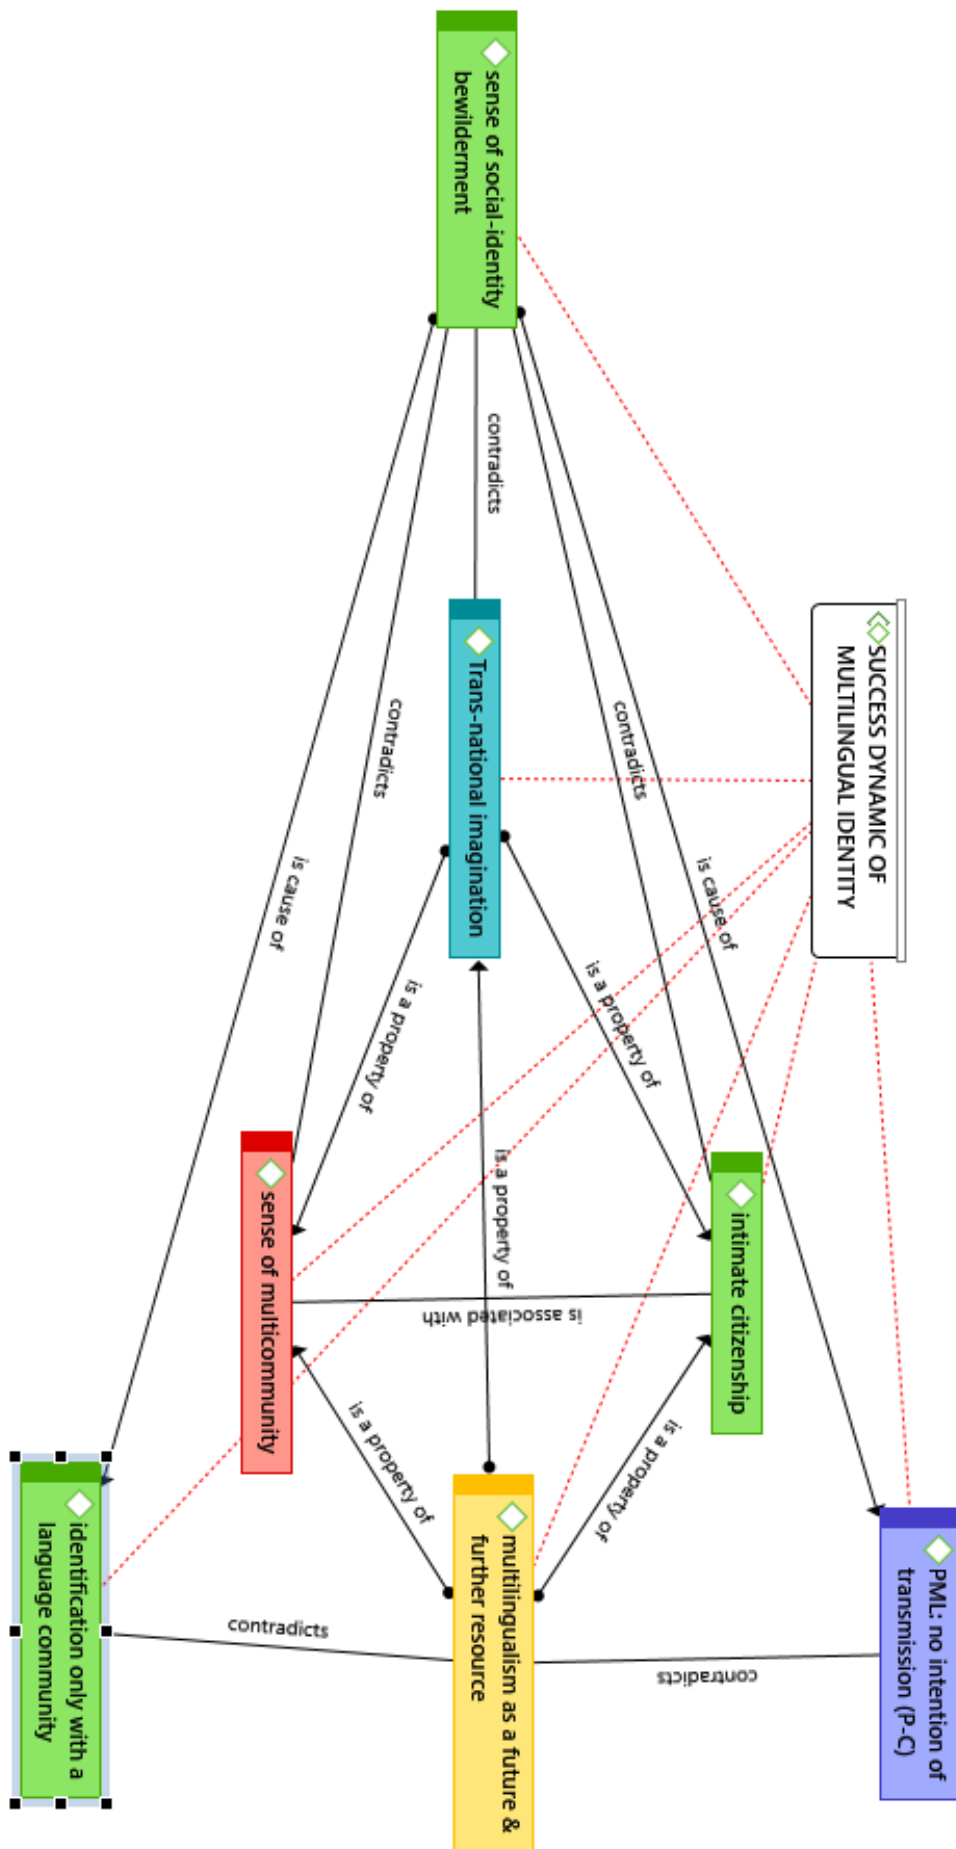 PML: no intention of
transmission (P-C)
SUCCESS DYNAMIC OF
MULTILINGUAL IDENTITY
is cause of
intimate citizenship
contradicts
is a property of
is a property of
contradicts
sense of social-identity
bewilderment
contradicts
Trans-national imagination
is a property of
is associated with
multilingualism as a future &
further resource
contradicts
is a property of
is a property of
sense of multicommunity
is cause of
contradicts
identification only with a
language community